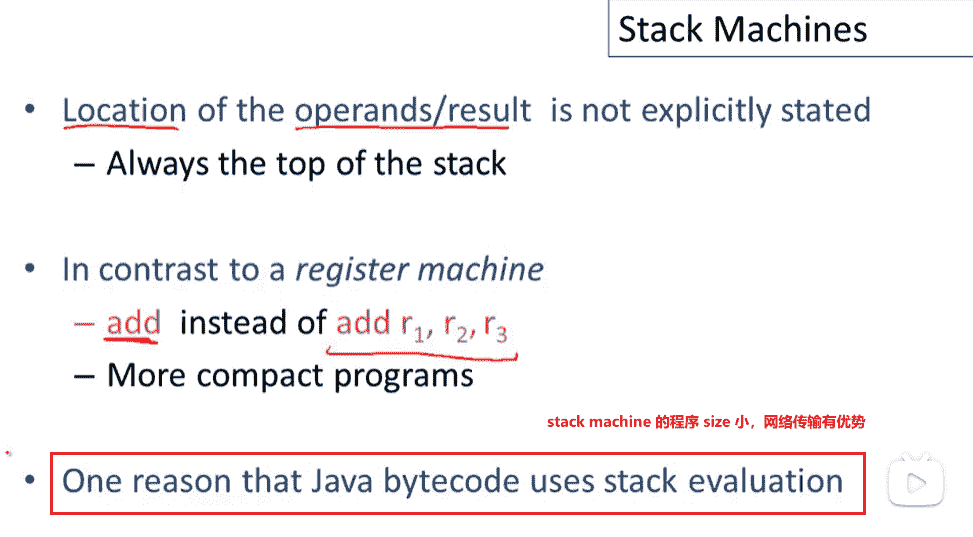 Stack Machines
• Location of the operands/result is not explicitly stated
– Always the top of the stack
• In contrast to a register machine
– add instead of add r₁, r₂, r₃
– More compact programs
stack machine 的程序 size 小，网络传输有优势
• One reason that Java bytecode uses stack evaluation